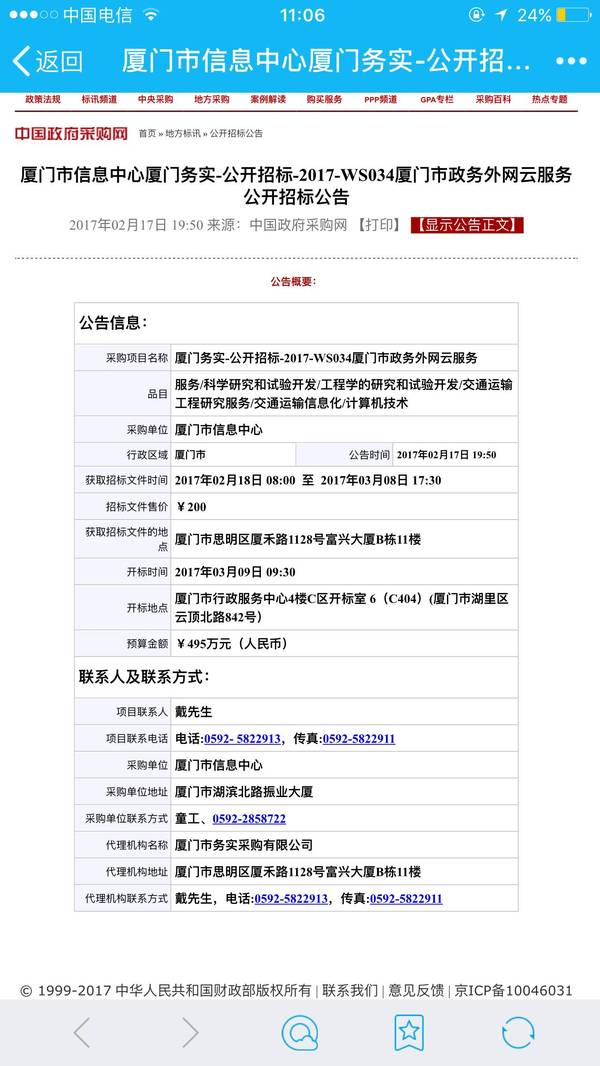 中国电信 11:06 24%
返回 厦门市信息中心厦门务实-公开招...
政策法规 标讯频道 中央采购 地方采购 案例解读 购买服务 PPP频道 GPA专栏 采购百科 热点专题
中国政府采购网 首页 » 地方标讯 » 公开招标公告
厦门市信息中心厦门务实-公开招标-2017-WS034厦门市政务外网云服务
公开招标公告
2017年02月17日 19:50 来源：中国政府采购网 【打印】 【显示公告正文】
公告概要：
公告信息：
采购项目名称 厦门务实-公开招标-2017-WS034厦门市政务外网云服务
品目 服务/科学研究和试验开发/工程学的研究和试验开发/交通运输
工程研究服务/交通运输信息化/计算机技术
采购单位 厦门市信息中心
行政区域 厦门市 公告时间 2017年02月17日 19:50
获取招标文件时间 2017年02月18日 08:00 至 2017年03月08日 17:30
招标文件售价 ￥200
获取招标文件的地
点 厦门市思明区厦禾路1128号富兴大厦B栋11楼
开标时间 2017年03月09日 09:30
开标地点 厦门市行政服务中心4楼C区开标室 6（C404）(厦门市湖里区
云顶北路842号）
预算金额 ￥495万元（人民币）
联系人及联系方式：
项目联系人 戴先生
项目联系电话 电话:0592- 5822913，传真:0592-5822911
采购单位 厦门市信息中心
采购单位地址 厦门市湖滨北路振业大厦
采购单位联系方式 童工、0592-2858722
代理机构名称 厦门市务实采购有限公司
代理机构地址 厦门市思明区厦禾路1128号富兴大厦B栋11楼
代理机构联系方式 戴先生，电话:0592-5822913，传真:0592-5822911
© 1999-2017 中华人民共和国财政部版权所有 | 联系我们 | 意见反馈 | 京ICP备10046031